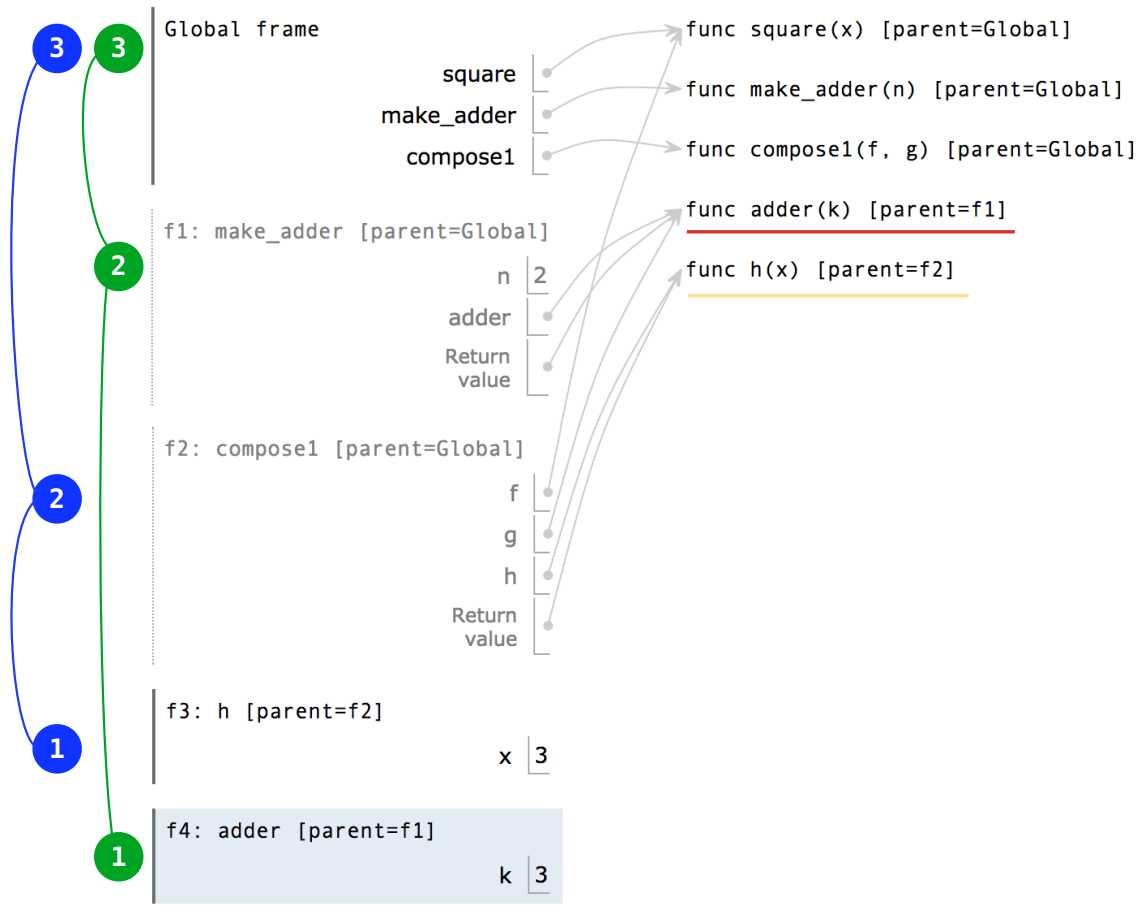 3 3 Global frame func square(x) [parent=Global]
square
make_adder func make_adder(n) [parent=Global]
compose1 func compose1(f, g) [parent=Global]
func adder(k) [parent=f1]
f1: make_adder [parent=Global]
2
n 2 func h(x) [parent=f2]
adder
Return
value
f2: compose1 [parent=Global]
f
2
g
h
Return
value
f3: h [parent=f2]
1
x 3
f4: adder [parent=f1]
1
k 3